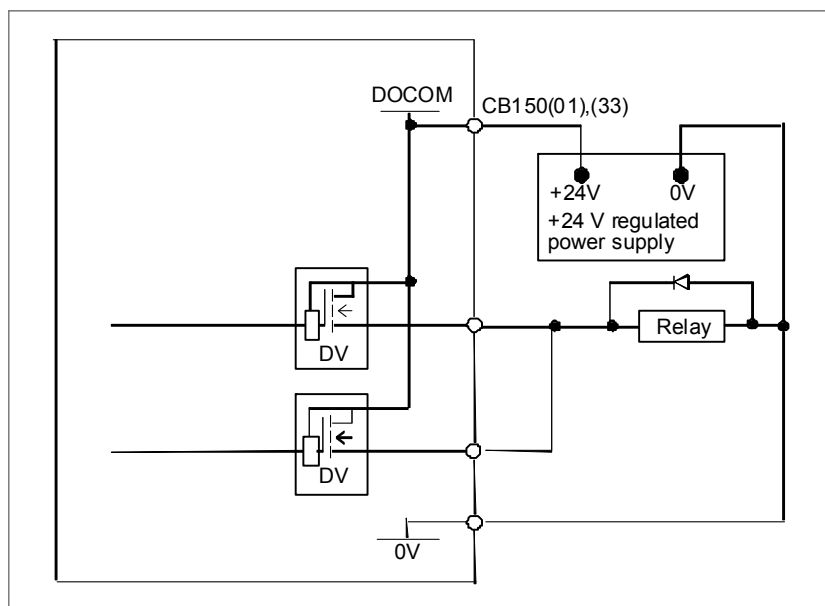 DOCOM
CB150(01),(33)
+24V 0V
+24 V regulated
power supply
DV
Relay
DV
0V